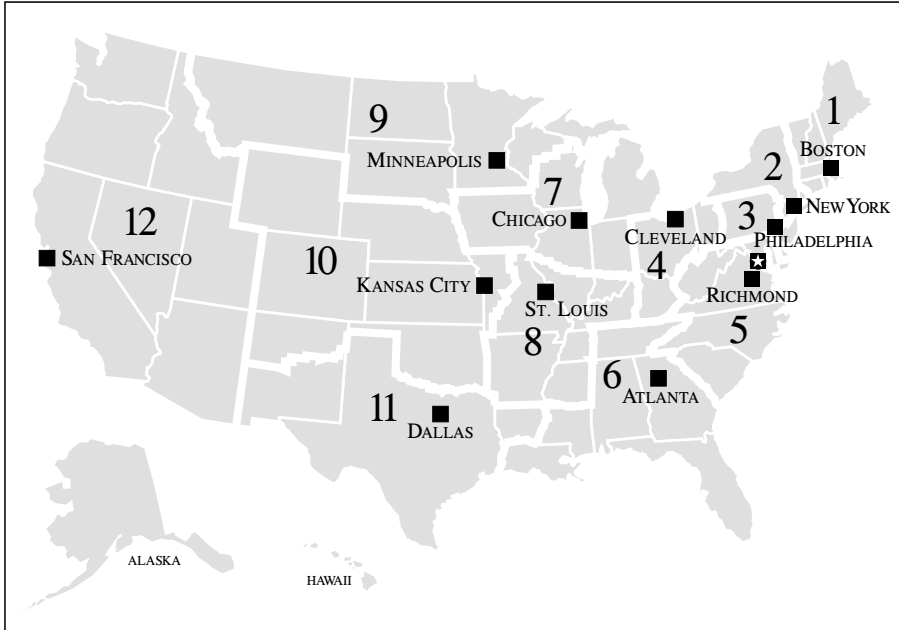 1
9
BOSTON
MINNEAPOLIS
2
7
NEW YORK
12
CHICAGO
3
CLEVELAND
PHILADELPHIA
SAN FRANCISCO
10
4
KANSAS CITY
RICHMOND
ST. LOUIS
5
8
6
ATLANTA
11
DALLAS
ALASKA
HAWAII